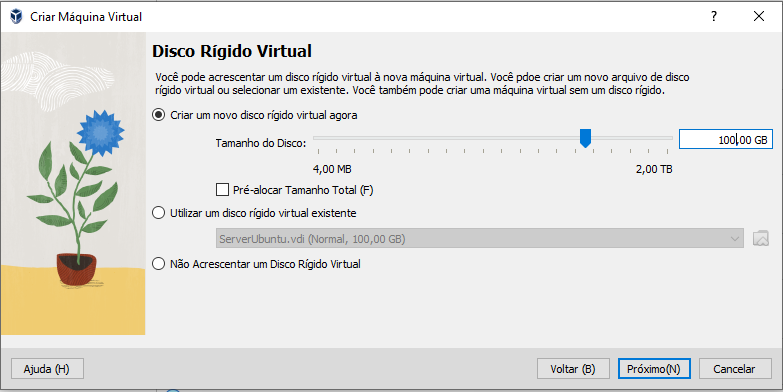 Criar Máquina Virtual
Disco Rígido Virtual
Você pode acrescentar um disco rígido virtual à nova máquina virtual. Você pdoe criar um novo arquivo de disco
rígido virtual ou selecionar um existente. Você também pode criar uma máquina virtual sem um disco rígido.
Criar um novo disco rígido virtual agora
Tamanho do Disco:
100,00 GB
4,00 MB
2,00 TB
Pré-alocar Tamanho Total (F)
Utilizar um disco rígido virtual existente
ServerUbuntu.vdi (Normal, 100,00 GB)
Não Acrescentar um Disco Rígido Virtual
Ajuda (H)
Voltar (B)
Próximo(N)
Cancelar